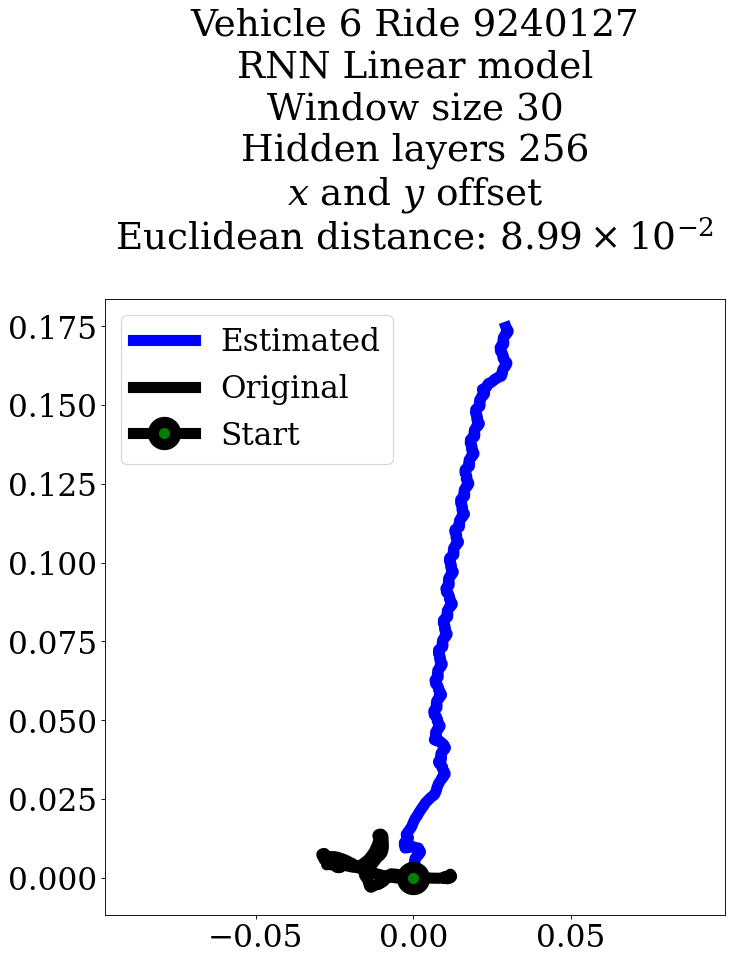 Vehicle 6 Ride 9240127
RNN Linear model
Window size 30
Hidden layers 256
x and y offset
Euclidean distance: 8.99 × 10⁻²
Estimated
Original
Start
0.175
0.150
0.125
0.100
0.075
0.050
0.025
0.000
−0.05 0.00 0.05